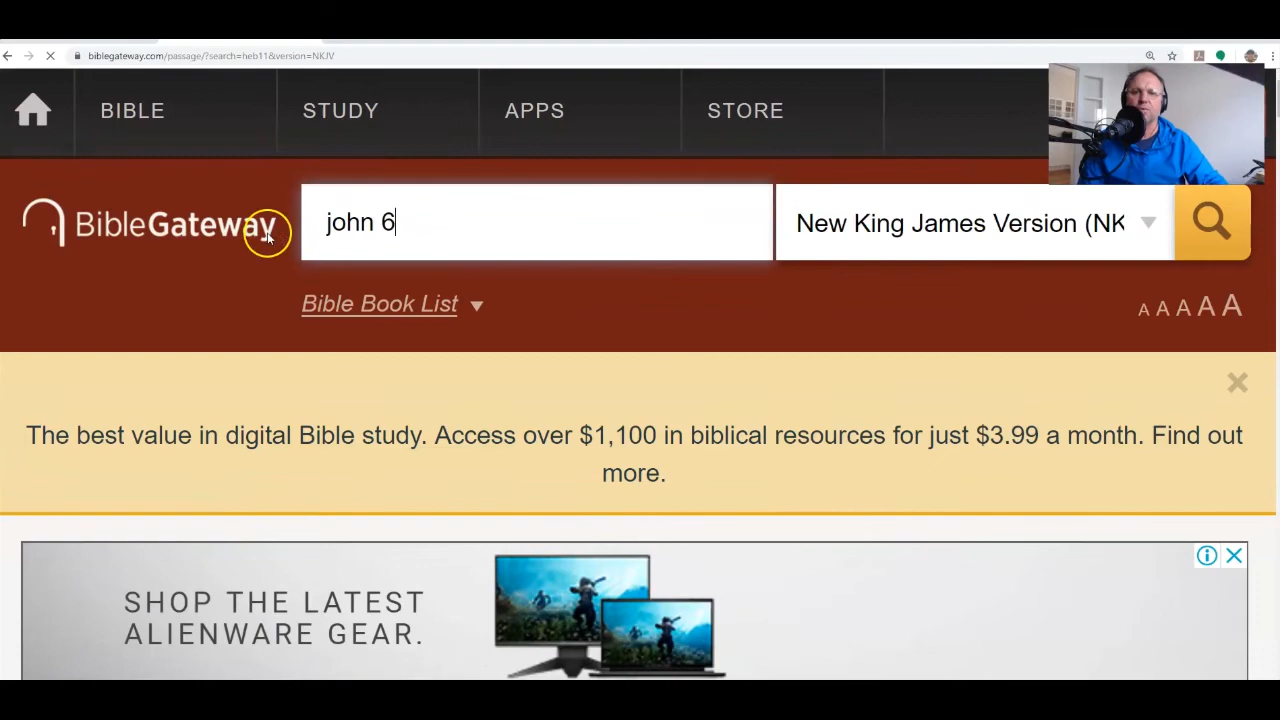 biblegateway.com/passage/?search=heb11&version=NKJV
BIBLE
STUDY
APPS
STORE
BibleGateway
john 6
New King James Version (NK
Bible Book List
A A A A A
The best value in digital Bible study. Access over $1,100 in biblical resources for just $3.99 a month. Find out
more.
SHOP THE LATEST
ALIENWARE GEAR.